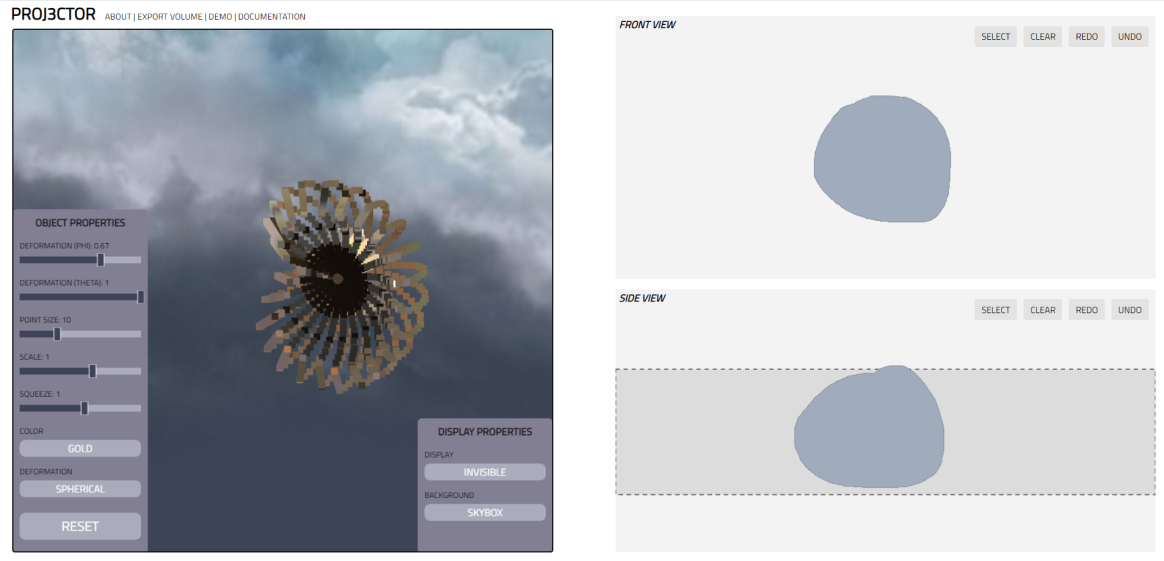 PROJ3CTOR ABOUT | EXPORT VOLUME | DEMO | DOCUMENTATION
OBJECT PROPERTIES
DEFORMATION (PHI): 0.67
DEFORMATION (THETA): 1
POINT SIZE: 10
SCALE: 1
SQUEEZE: 1
COLOR
GOLD
DEFORMATION
SPHERICAL
RESET
DISPLAY PROPERTIES
DISPLAY
INVISIBLE
BACKGROUND
SKYBOX
FRONT VIEW
SELECT CLEAR REDO UNDO
SIDE VIEW
SELECT CLEAR REDO UNDO